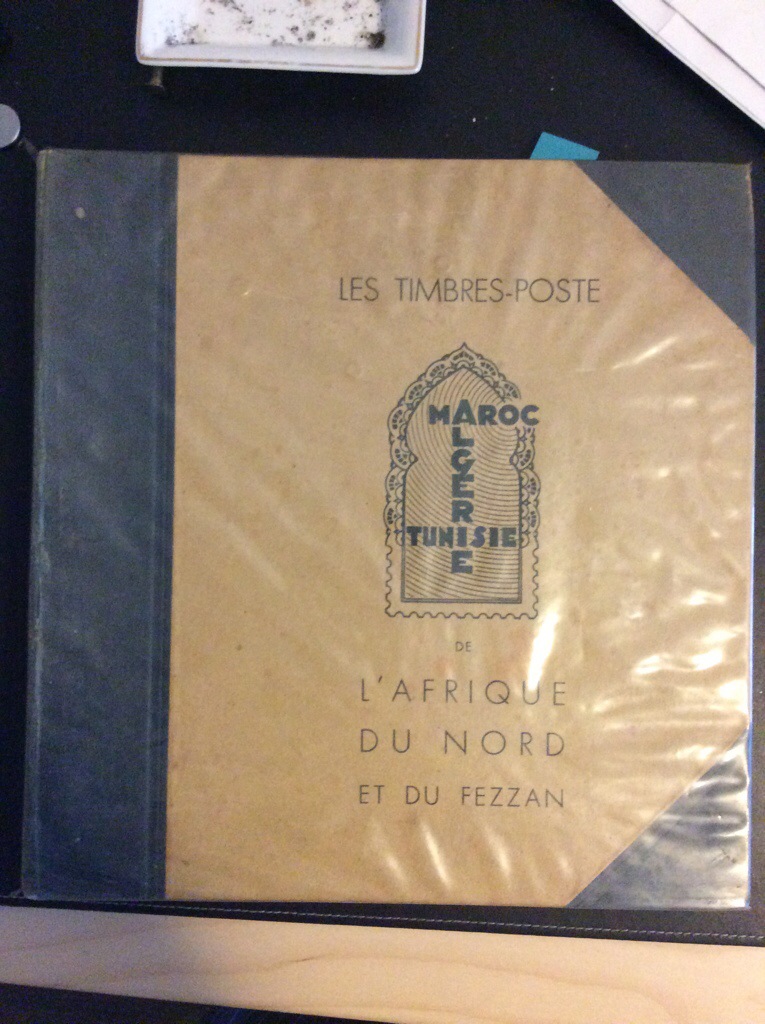 LES TIMBRES-POSTE
MAROC
ALGERIE
TUNISIE
DE
L'AFRIQUE
DU NORD
ET DU FEZZAN